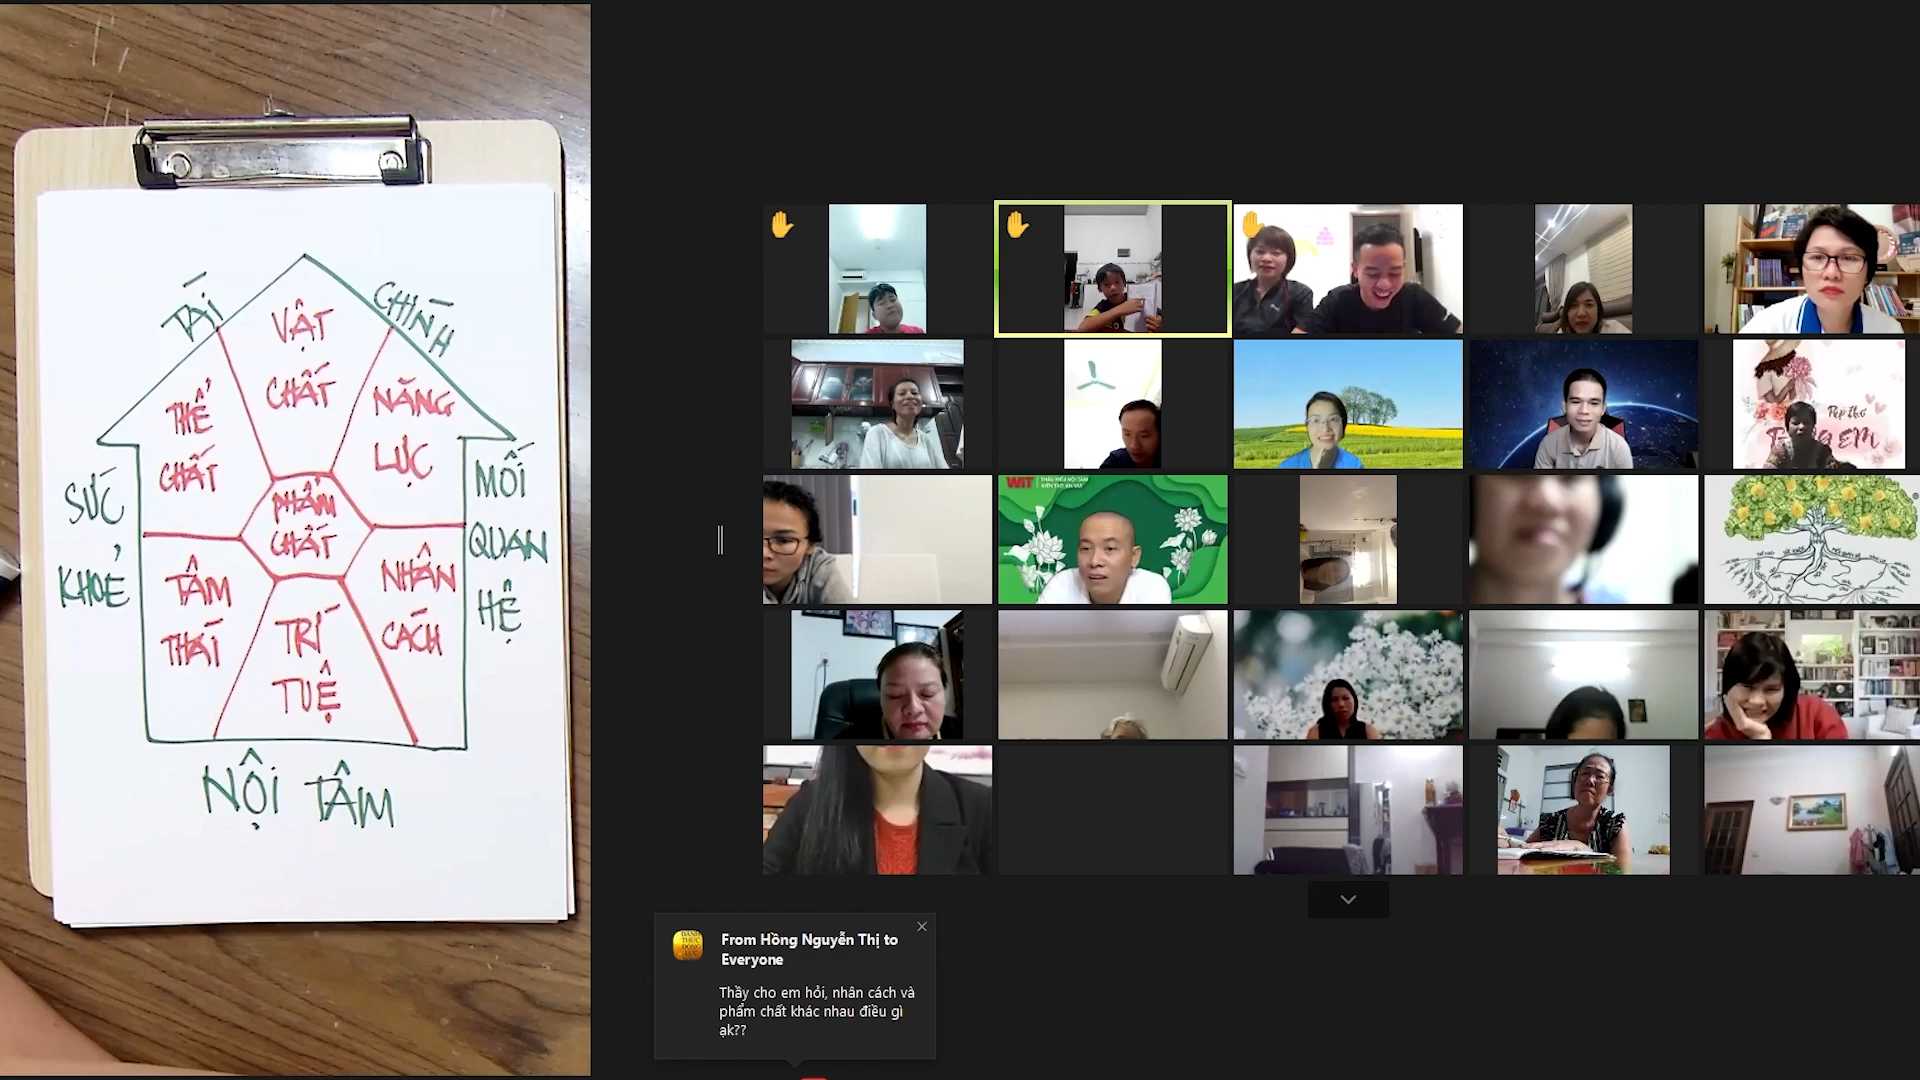 TÀI
CHÍNH
VẬT
CHẤT
THỂ
CHẤT
NĂNG
LỰC
PHẨM
CHẤT
SỨC
KHOẺ
MỐI
QUAN
HỆ
TÂM
THÁI
NHÂN
CÁCH
TRÍ
TUỆ
NỘI TÂM
WIT
From Hồng Nguyễn Thị to
Everyone
Thầy cho em hỏi, nhân cách và
phẩm chất khác nhau điều gì
ạk??